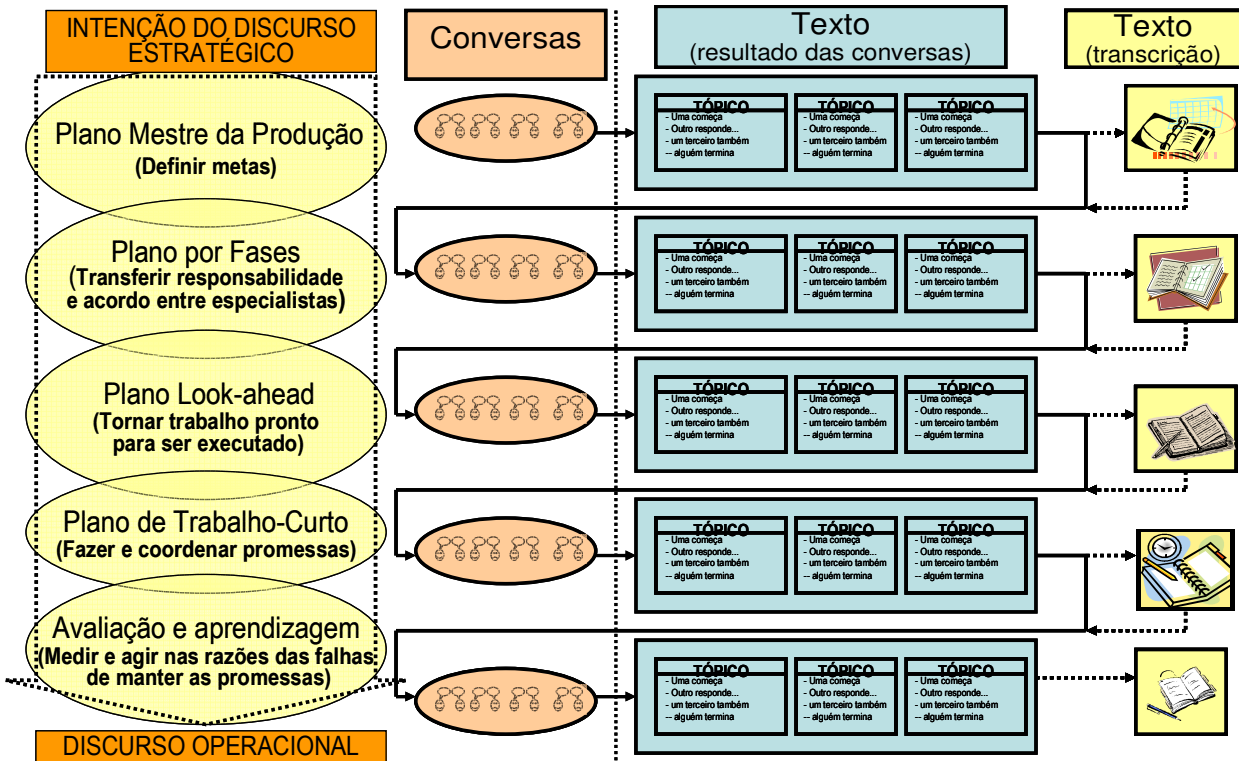 INTENÇÃO DO DISCURSO
ESTRATÉGICO
Conversas
Texto
(resultado das conversas)
Texto
(transcrição)
Plano Mestre da Produção
(Definir metas)
TÓPICO
- Uma começa
- Outro responde...
- um terceiro também
-- alguém termina
TÓPICO
- Uma começa
- Outro responde...
- um terceiro também
-- alguém termina
TÓPICO
- Uma começa
- Outro responde...
- um terceiro também
-- alguém termina
Plano por Fases
(Transferir responsabilidade
e acordo entre especialistas)
TÓPICO
- Uma começa
- Outro responde...
- um terceiro também
-- alguém termina
TÓPICO
- Uma começa
- Outro responde...
- um terceiro também
-- alguém termina
TÓPICO
- Uma começa
- Outro responde...
- um terceiro também
-- alguém termina
Plano Look-ahead
(Tornar trabalho pronto
para ser executado)
TÓPICO
- Uma começa
- Outro responde...
- um terceiro também
-- alguém termina
TÓPICO
- Uma começa
- Outro responde...
- um terceiro também
-- alguém termina
TÓPICO
- Uma começa
- Outro responde...
- um terceiro também
-- alguém termina
Plano de Trabalho-Curto
(Fazer e coordenar promessas)
TÓPICO
- Uma começa
- Outro responde...
- um terceiro também
-- alguém termina
TÓPICO
- Uma começa
- Outro responde...
- um terceiro também
-- alguém termina
TÓPICO
- Uma começa
- Outro responde...
- um terceiro também
-- alguém termina
Avaliação e aprendizagem
(Medir e agir nas razões das falhas
de manter as promessas)
TÓPICO
- Uma começa
- Outro responde...
- um terceiro também
-- alguém termina
TÓPICO
- Uma começa
- Outro responde...
- um terceiro também
-- alguém termina
TÓPICO
- Uma começa
- Outro responde...
- um terceiro também
-- alguém termina
DISCURSO OPERACIONAL